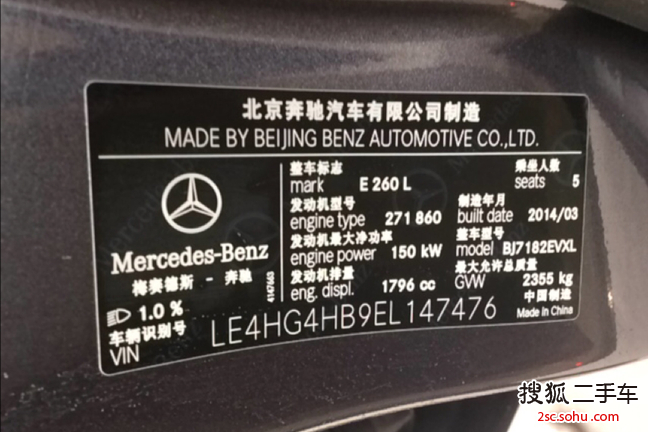 北京奔驰汽车有限公司制造
MADE BY BEIJING BENZ AUTOMOTIVE CO.,LTD.
整车标志
mark E 260 L
乘坐人数
seats 5
发动机型号
engine type 271 860
制造年月
built date 2014/03
发动机最大净功率
engine power 150 kW
整车型号
model BJ7182EVXL
发动机排量
eng. displ. 1796 cc
最大允许总质量
GVW 2355 kg
中国制造
Made in China
Mercedes-Benz
梅赛德斯 - 奔驰
4147663
1.0 %
车辆识别号
VIN LE4HG4HB9EL147476
搜狐二手车
2sc.sohu.com